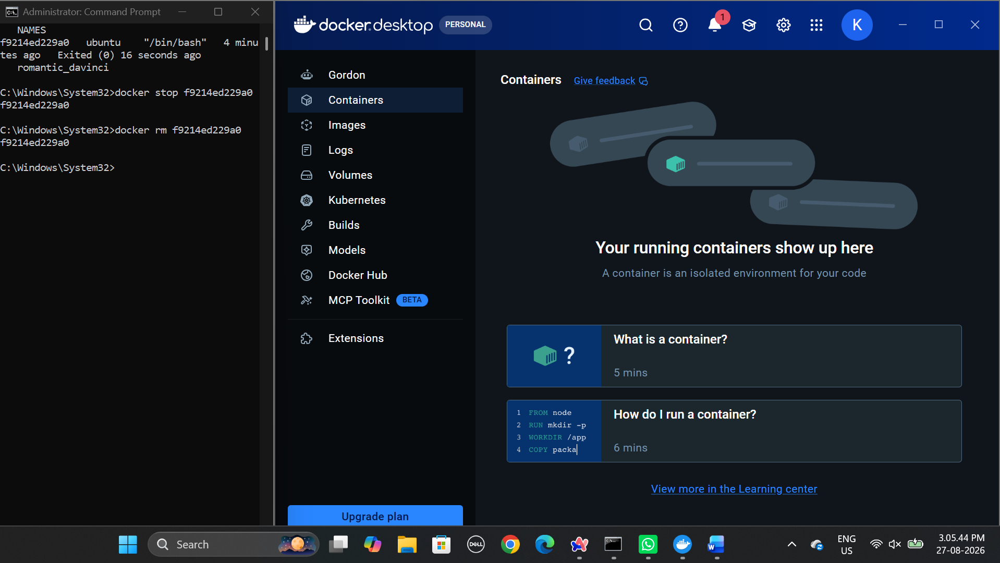 Administrator: Command Prompt
NAMES
f9214ed229a0   ubuntu    "/bin/bash"   4 minu
tes ago   Exited (0) 16 seconds ago
romantic_davinci
C:\Windows\System32>docker stop f9214ed229a0
f9214ed229a0
C:\Windows\System32>docker rm f9214ed229a0
f9214ed229a0
C:\Windows\System32>
docker desktop
PERSONAL
1
K
Gordon
Containers
Images
Logs
Volumes
Kubernetes
Builds
Models
Docker Hub
MCP Toolkit BETA
Extensions
Upgrade plan
Containers
Give feedback
Your running containers show up here
A container is an isolated environment for your code
?
What is a container?
5 mins
1 FROM node
2 RUN mkdir -p
3 WORKDIR /app
4 COPY packa
How do I run a container?
6 mins
View more in the Learning center
Search
DELL
W
ENG
US
3.05.44 PM
27-08-2026